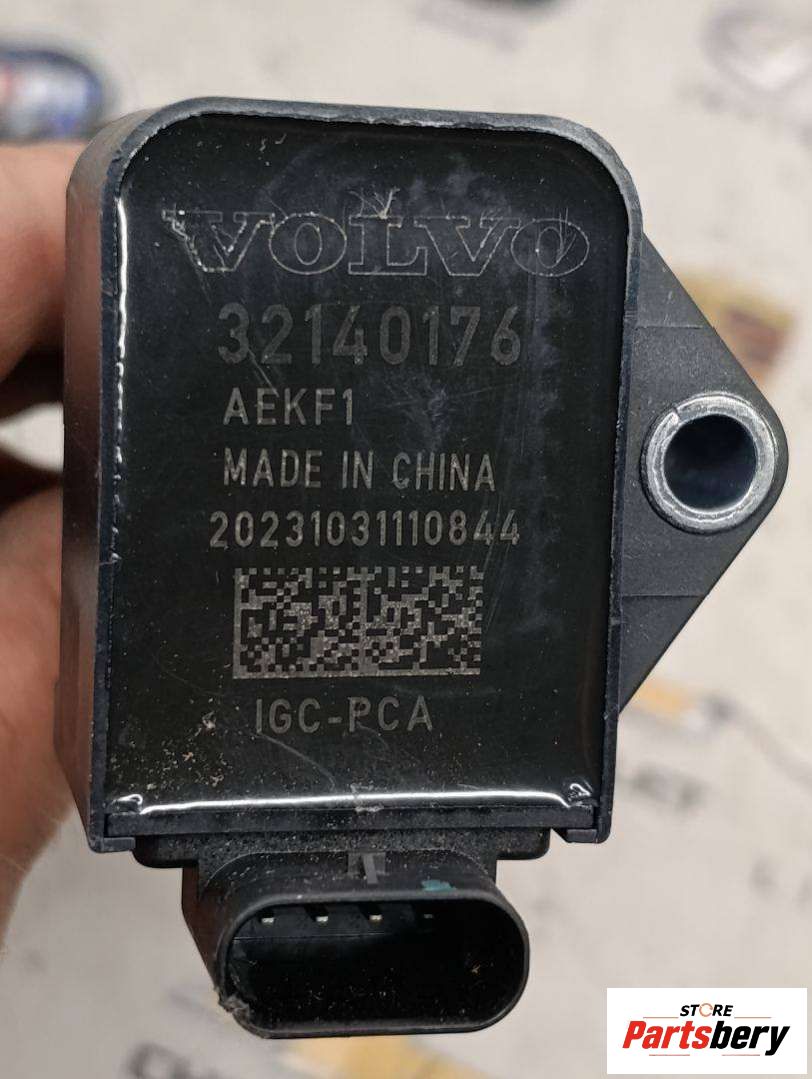 VOLVO
32140176
AEKF1
MADE IN CHINA
20231031110844
IGC-PCA
STORE
Partsbery